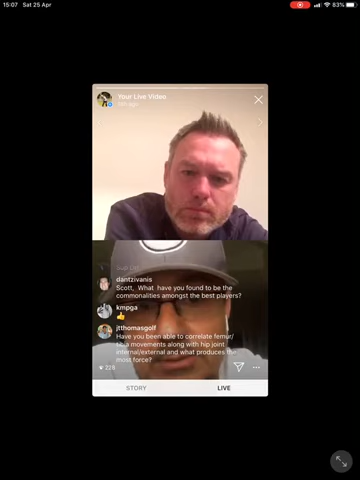 15:07 Sat 25 Apr
83%
Your Live Video
ago
dantzivanis
Scott, What have you found to be the
commonalities amongst the best players?
kmpga
jtthomasgolf
Have you been able to correlate femur/
tibia movements along with hip joint
internal/external and what produces the
most force?
STORY
LIVE